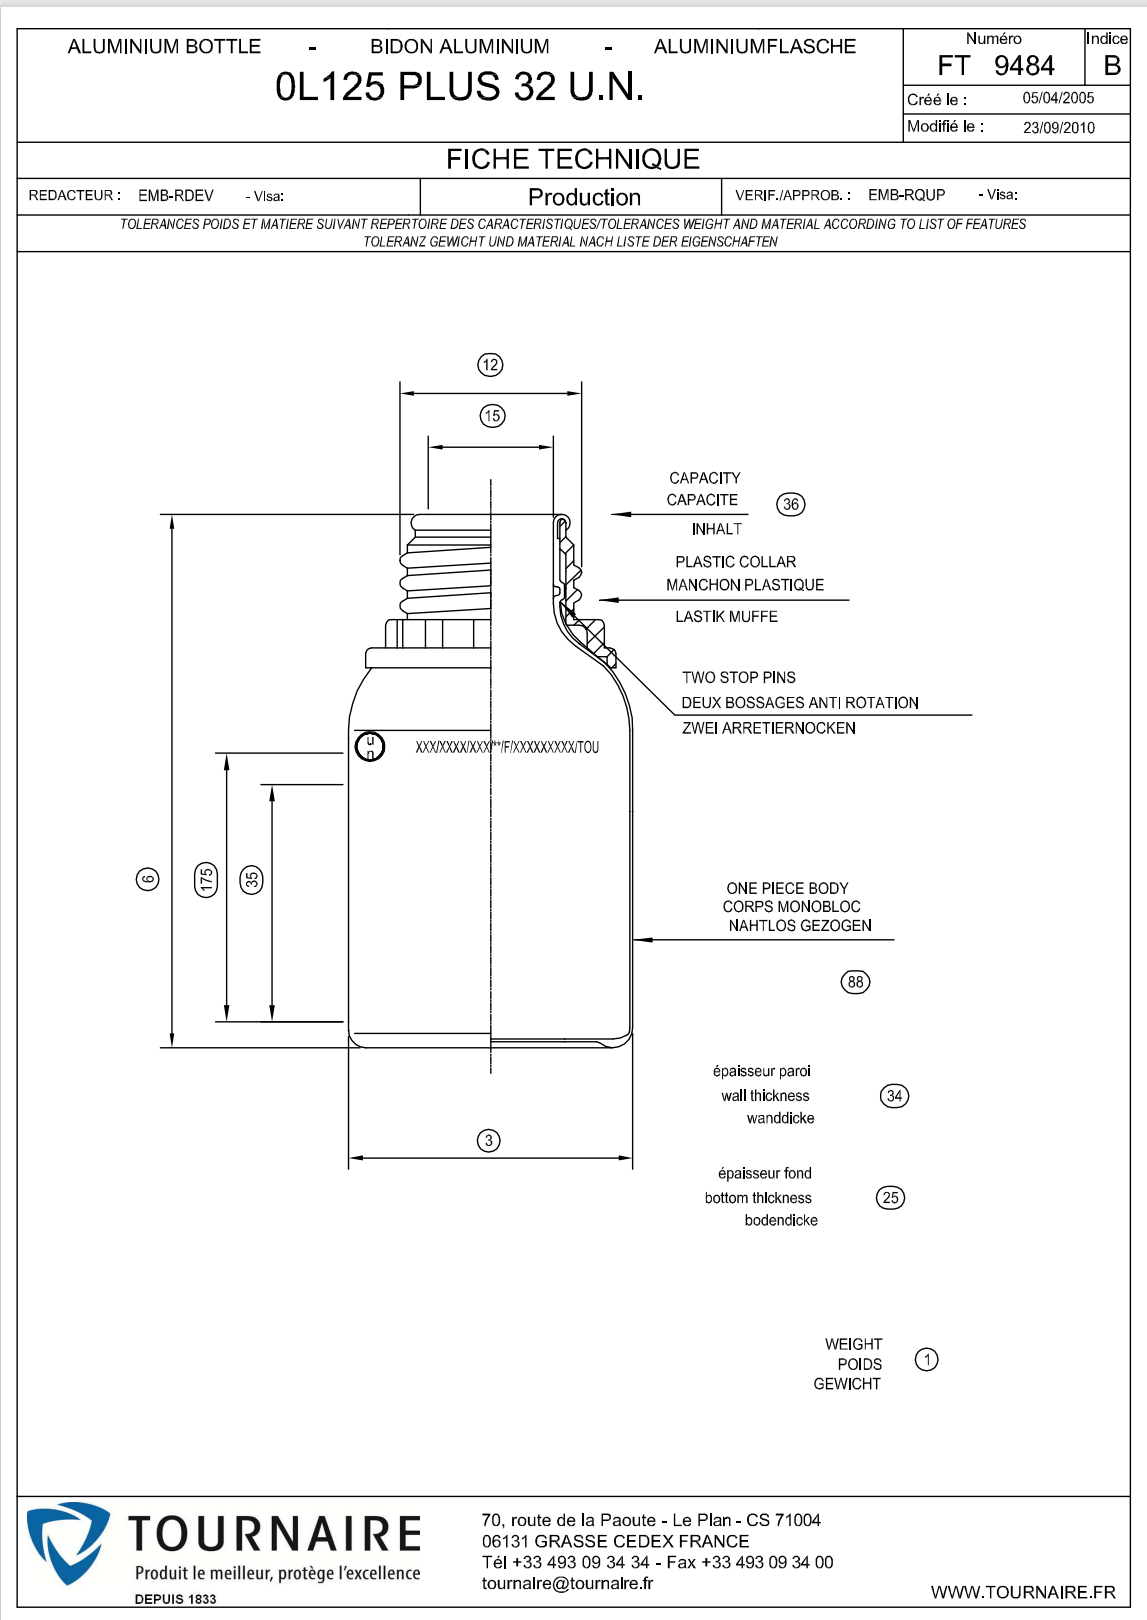 ALUMINIUM BOTTLE - BIDON ALUMINIUM - ALUMINIUMFLASCHE
0L125 PLUS 32 U.N.
Numéro
FT 9484
Indice
B
Créé le : 05/04/2005
Modifié le : 23/09/2010
FICHE TECHNIQUE
REDACTEUR : EMB-RDEV - Visa:
Production
VERIF./APPROB. : EMB-RQUP - Visa:
TOLERANCES POIDS ET MATIERE SUIVANT REPERTOIRE DES CARACTERISTIQUES/TOLERANCES WEIGHT AND MATERIAL ACCORDING TO LIST OF FEATURES
TOLERANZ GEWICHT UND MATERIAL NACH LISTE DER EIGENSCHAFTEN
12
15
CAPACITY
CAPACITE
36
INHALT
PLASTIC COLLAR
MANCHON PLASTIQUE
LASTIK MUFFE
TWO STOP PINS
DEUX BOSSAGES ANTI ROTATION
ZWEI ARRETIERNOCKEN
u
n
XXX/XXXX/XXX/**/F/XXXXXXXXX/TOU
6
175
35
ONE PIECE BODY
CORPS MONOBLOC
NAHTLOS GEZOGEN
88
épaisseur paroi
wall thickness
34
wanddicke
3
épaisseur fond
bottom thickness
25
bodendicke
WEIGHT
POIDS
1
GEWICHT
TOURNAIRE
Produit le meilleur, protège l'excellence
DEPUIS 1833
70, route de la Paoute - Le Plan - CS 71004
06131 GRASSE CEDEX FRANCE
Tél +33 493 09 34 34 - Fax +33 493 09 34 00
tournaire@tournaire.fr
WWW.TOURNAIRE.FR